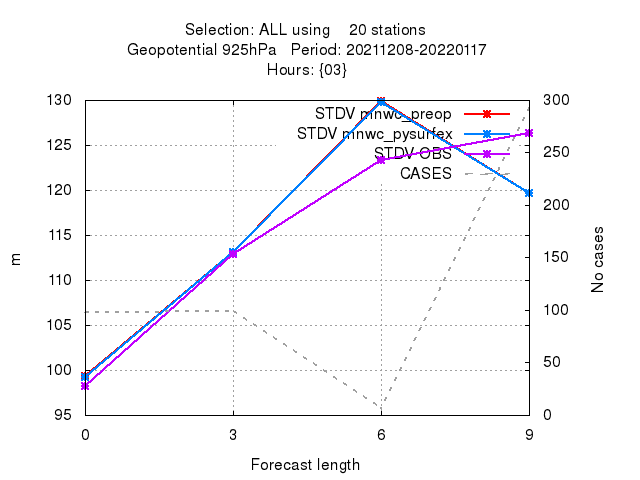 Selection: ALL using 20 stations
Geopotential 925hPa Period: 20211208-20220117
Hours: {03}
STDV mnwc_preop
STDV mnwc_pysurfex
STDV OBS
CASES
130
125
120
115
110
105
100
95
m
300
250
200
150
100
50
0
No cases
0 3 6 9
Forecast length